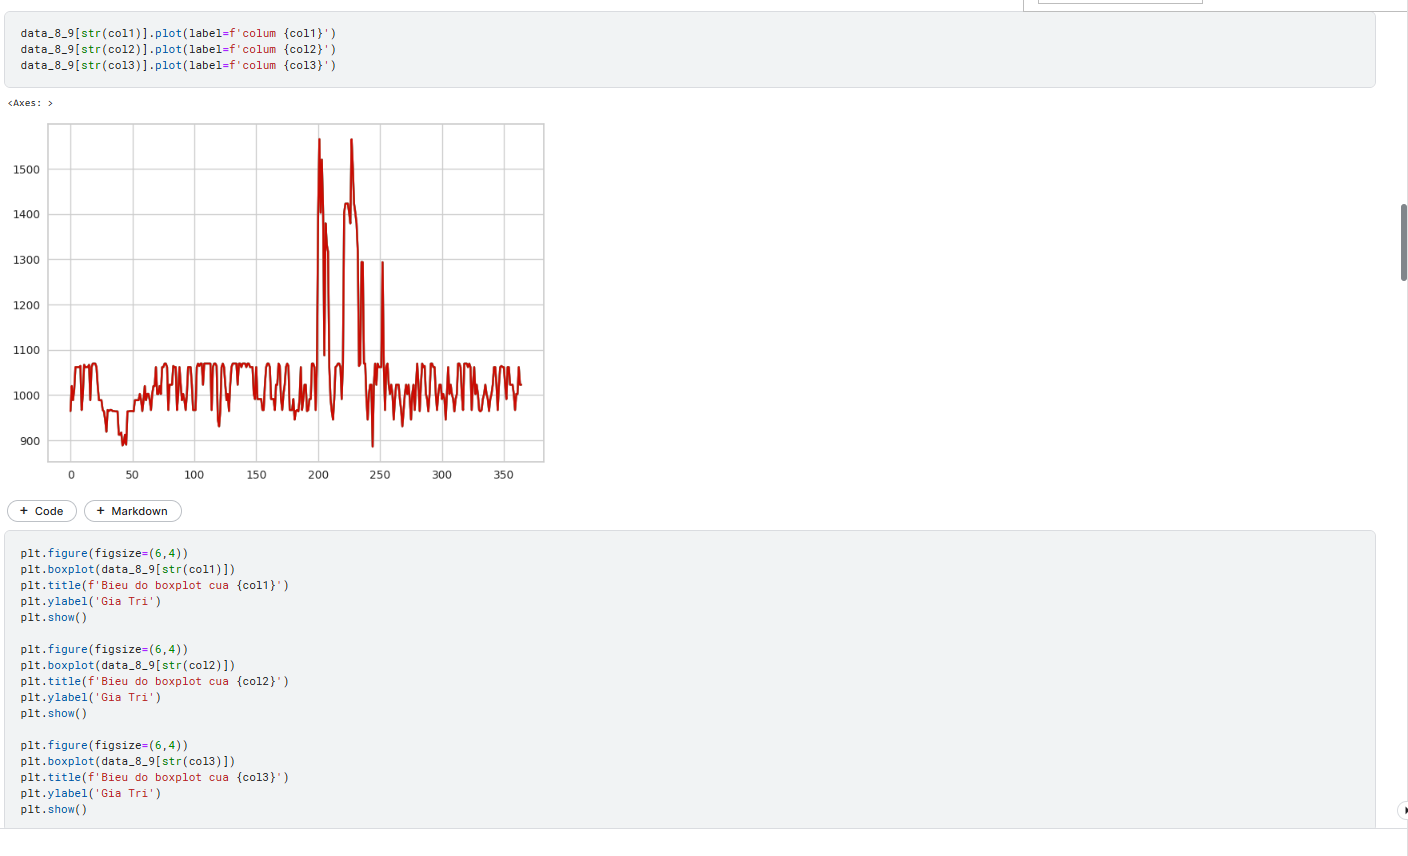 data_8_9[str(col1)].plot(label=f'colum {col1}')
data_8_9[str(col2)].plot(label=f'colum {col2}')
data_8_9[str(col3)].plot(label=f'colum {col3}')
<Axes: >
1500
1400
1300
1200
1100
1000
900
0 50 100 150 200 250 300 350
+ Code + Markdown
plt.figure(figsize=(6,4))
plt.boxplot(data_8_9[str(col1)])
plt.title(f'Bieu do boxplot cua {col1}')
plt.ylabel('Gia Tri')
plt.show()
plt.figure(figsize=(6,4))
plt.boxplot(data_8_9[str(col2)])
plt.title(f'Bieu do boxplot cua {col2}')
plt.ylabel('Gia Tri')
plt.show()
plt.figure(figsize=(6,4))
plt.boxplot(data_8_9[str(col3)])
plt.title(f'Bieu do boxplot cua {col3}')
plt.ylabel('Gia Tri')
plt.show()